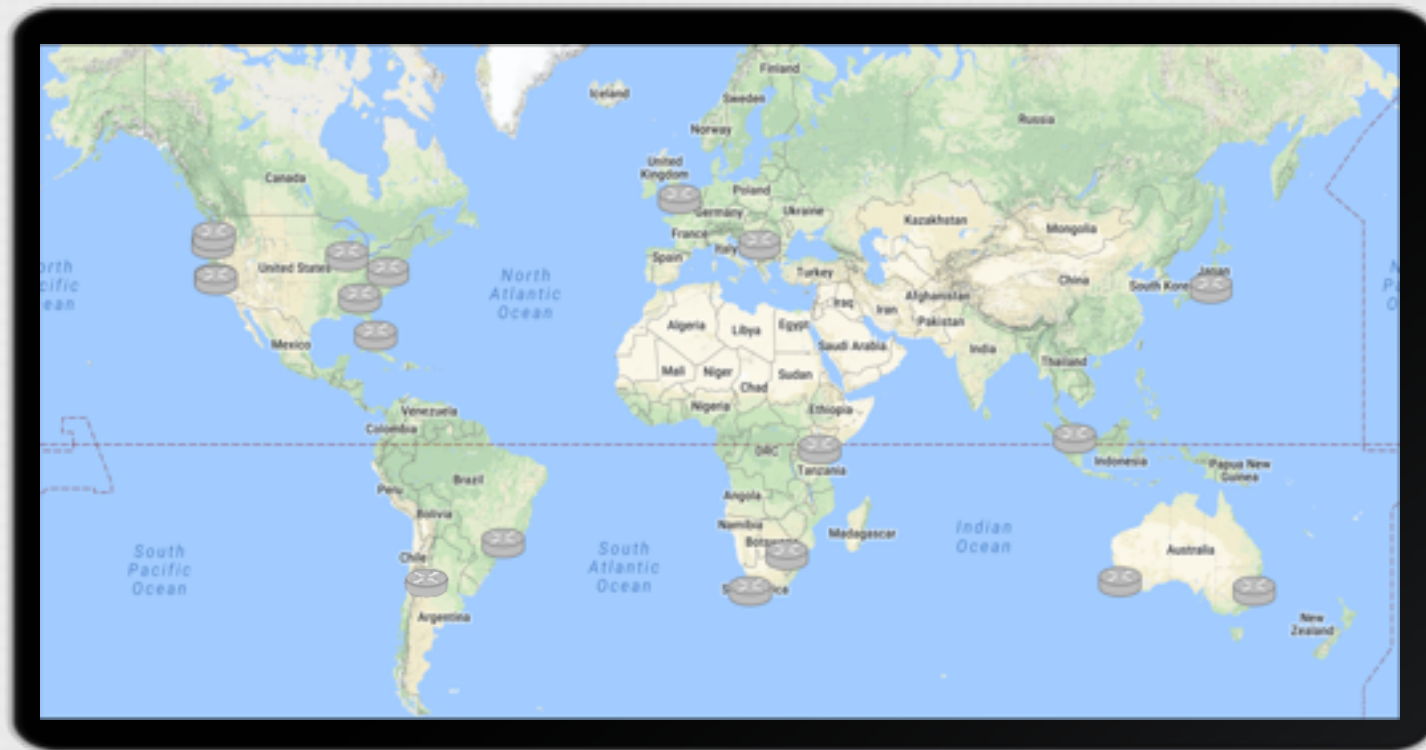 Finland
Iceland
Sweden
Norway
Russia
United
Kingdom
Canada
Poland
Germany
Ukraine
Kazakhstan
Mongolia
France
Italy
Spain
United States
North
Atlantic
Ocean
Turkey
Japan
China
South Kore
Afghanistan
Iraq
Iran
Pakistan
Algeria
Libya
Egypt
Saudi Arabia
Mexico
India
Thailand
Mali
Niger
Chad
Sudan
Nigeria
Ethiopia
Venezuela
Colombia
DRC
Tanzania
Indonesia
Papua New
Guinea
Brazil
Peru
Angola
Bolivia
Namibia
Madagascar
Indian
Ocean
South
Pacific
Ocean
South
Atlantic
Ocean
Chile
Australia
Argentina
New
Zealand